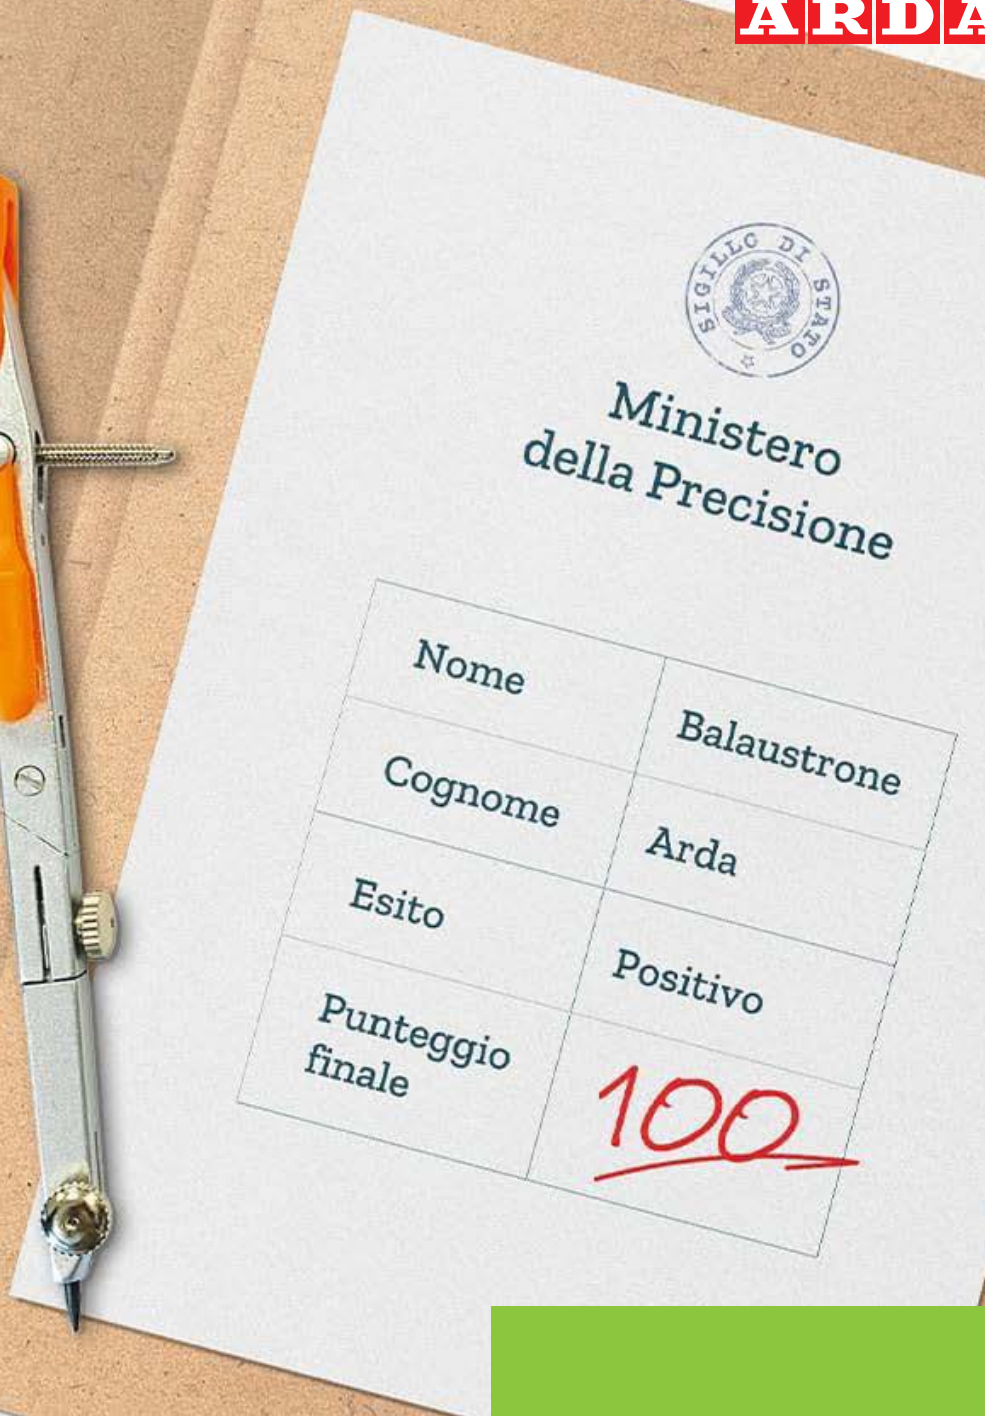 ARDA
SIGILLO DI STATO
Ministero
della Precisione
Nome
Balaustrone
Cognome
Arda
Esito
Positivo
Punteggio
finale
100